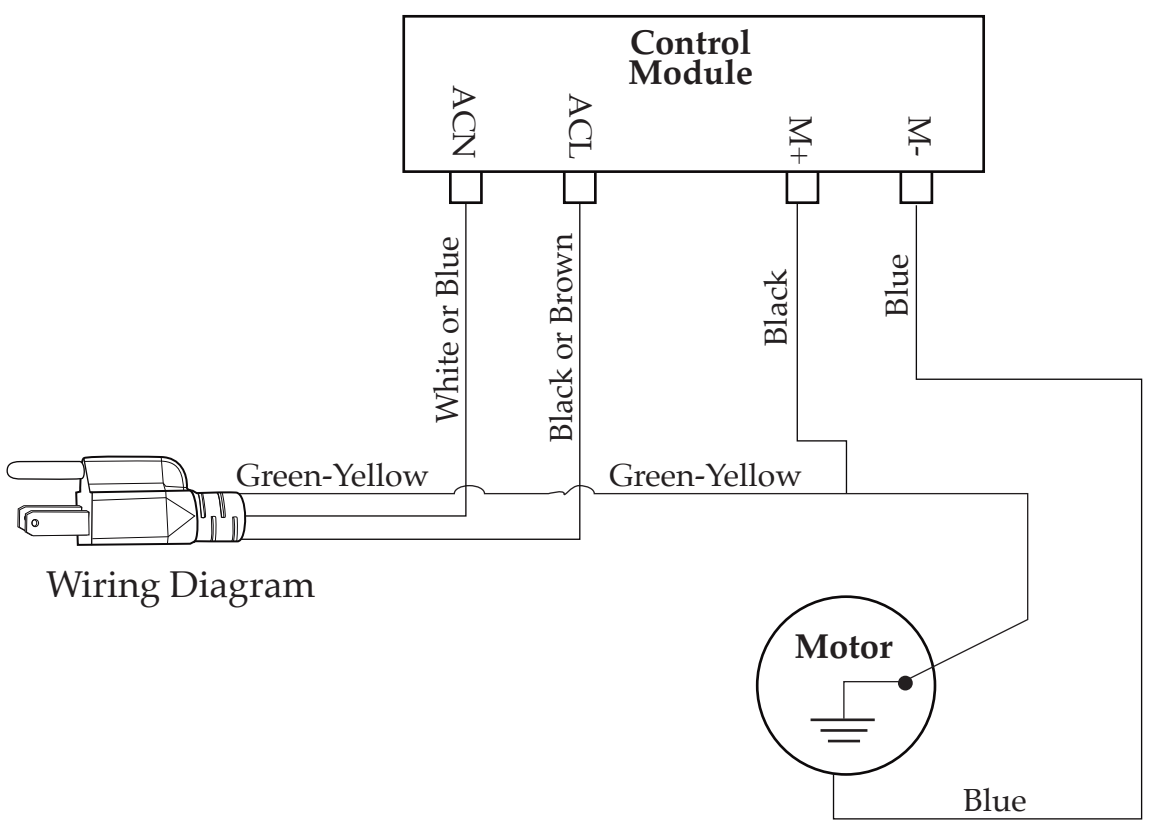 Control
Module
ACN
ACL
M+
M-
White or Blue
Black or Brown
Black
Blue
Green-Yellow
Green-Yellow
Wiring Diagram
Motor
Blue